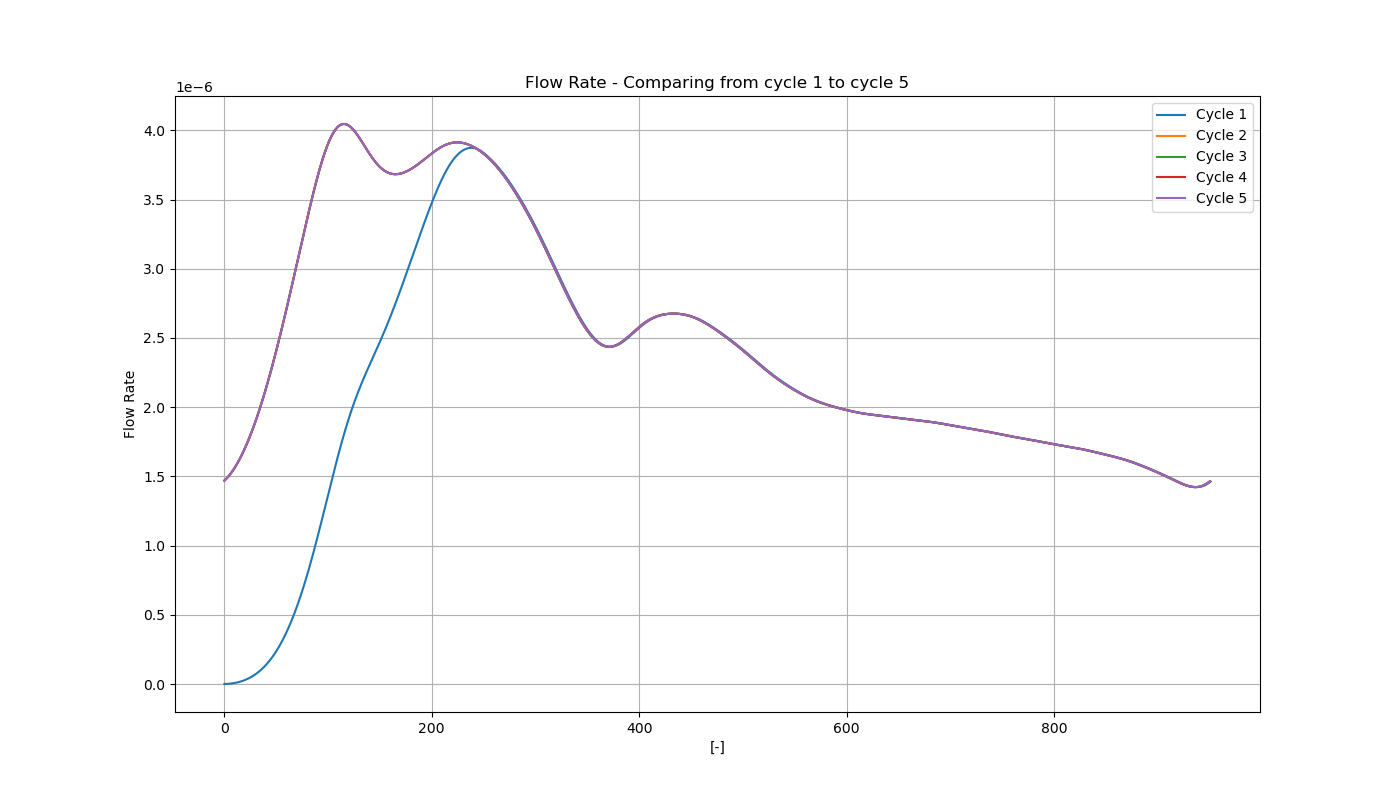 Flow Rate - Comparing from cycle 1 to cycle 5
1e−6
4.0
3.5
3.0
2.5
2.0
1.5
1.0
0.5
0.0
Flow Rate
0 200 400 600 800
[-]
Cycle 1
Cycle 2
Cycle 3
Cycle 4
Cycle 5